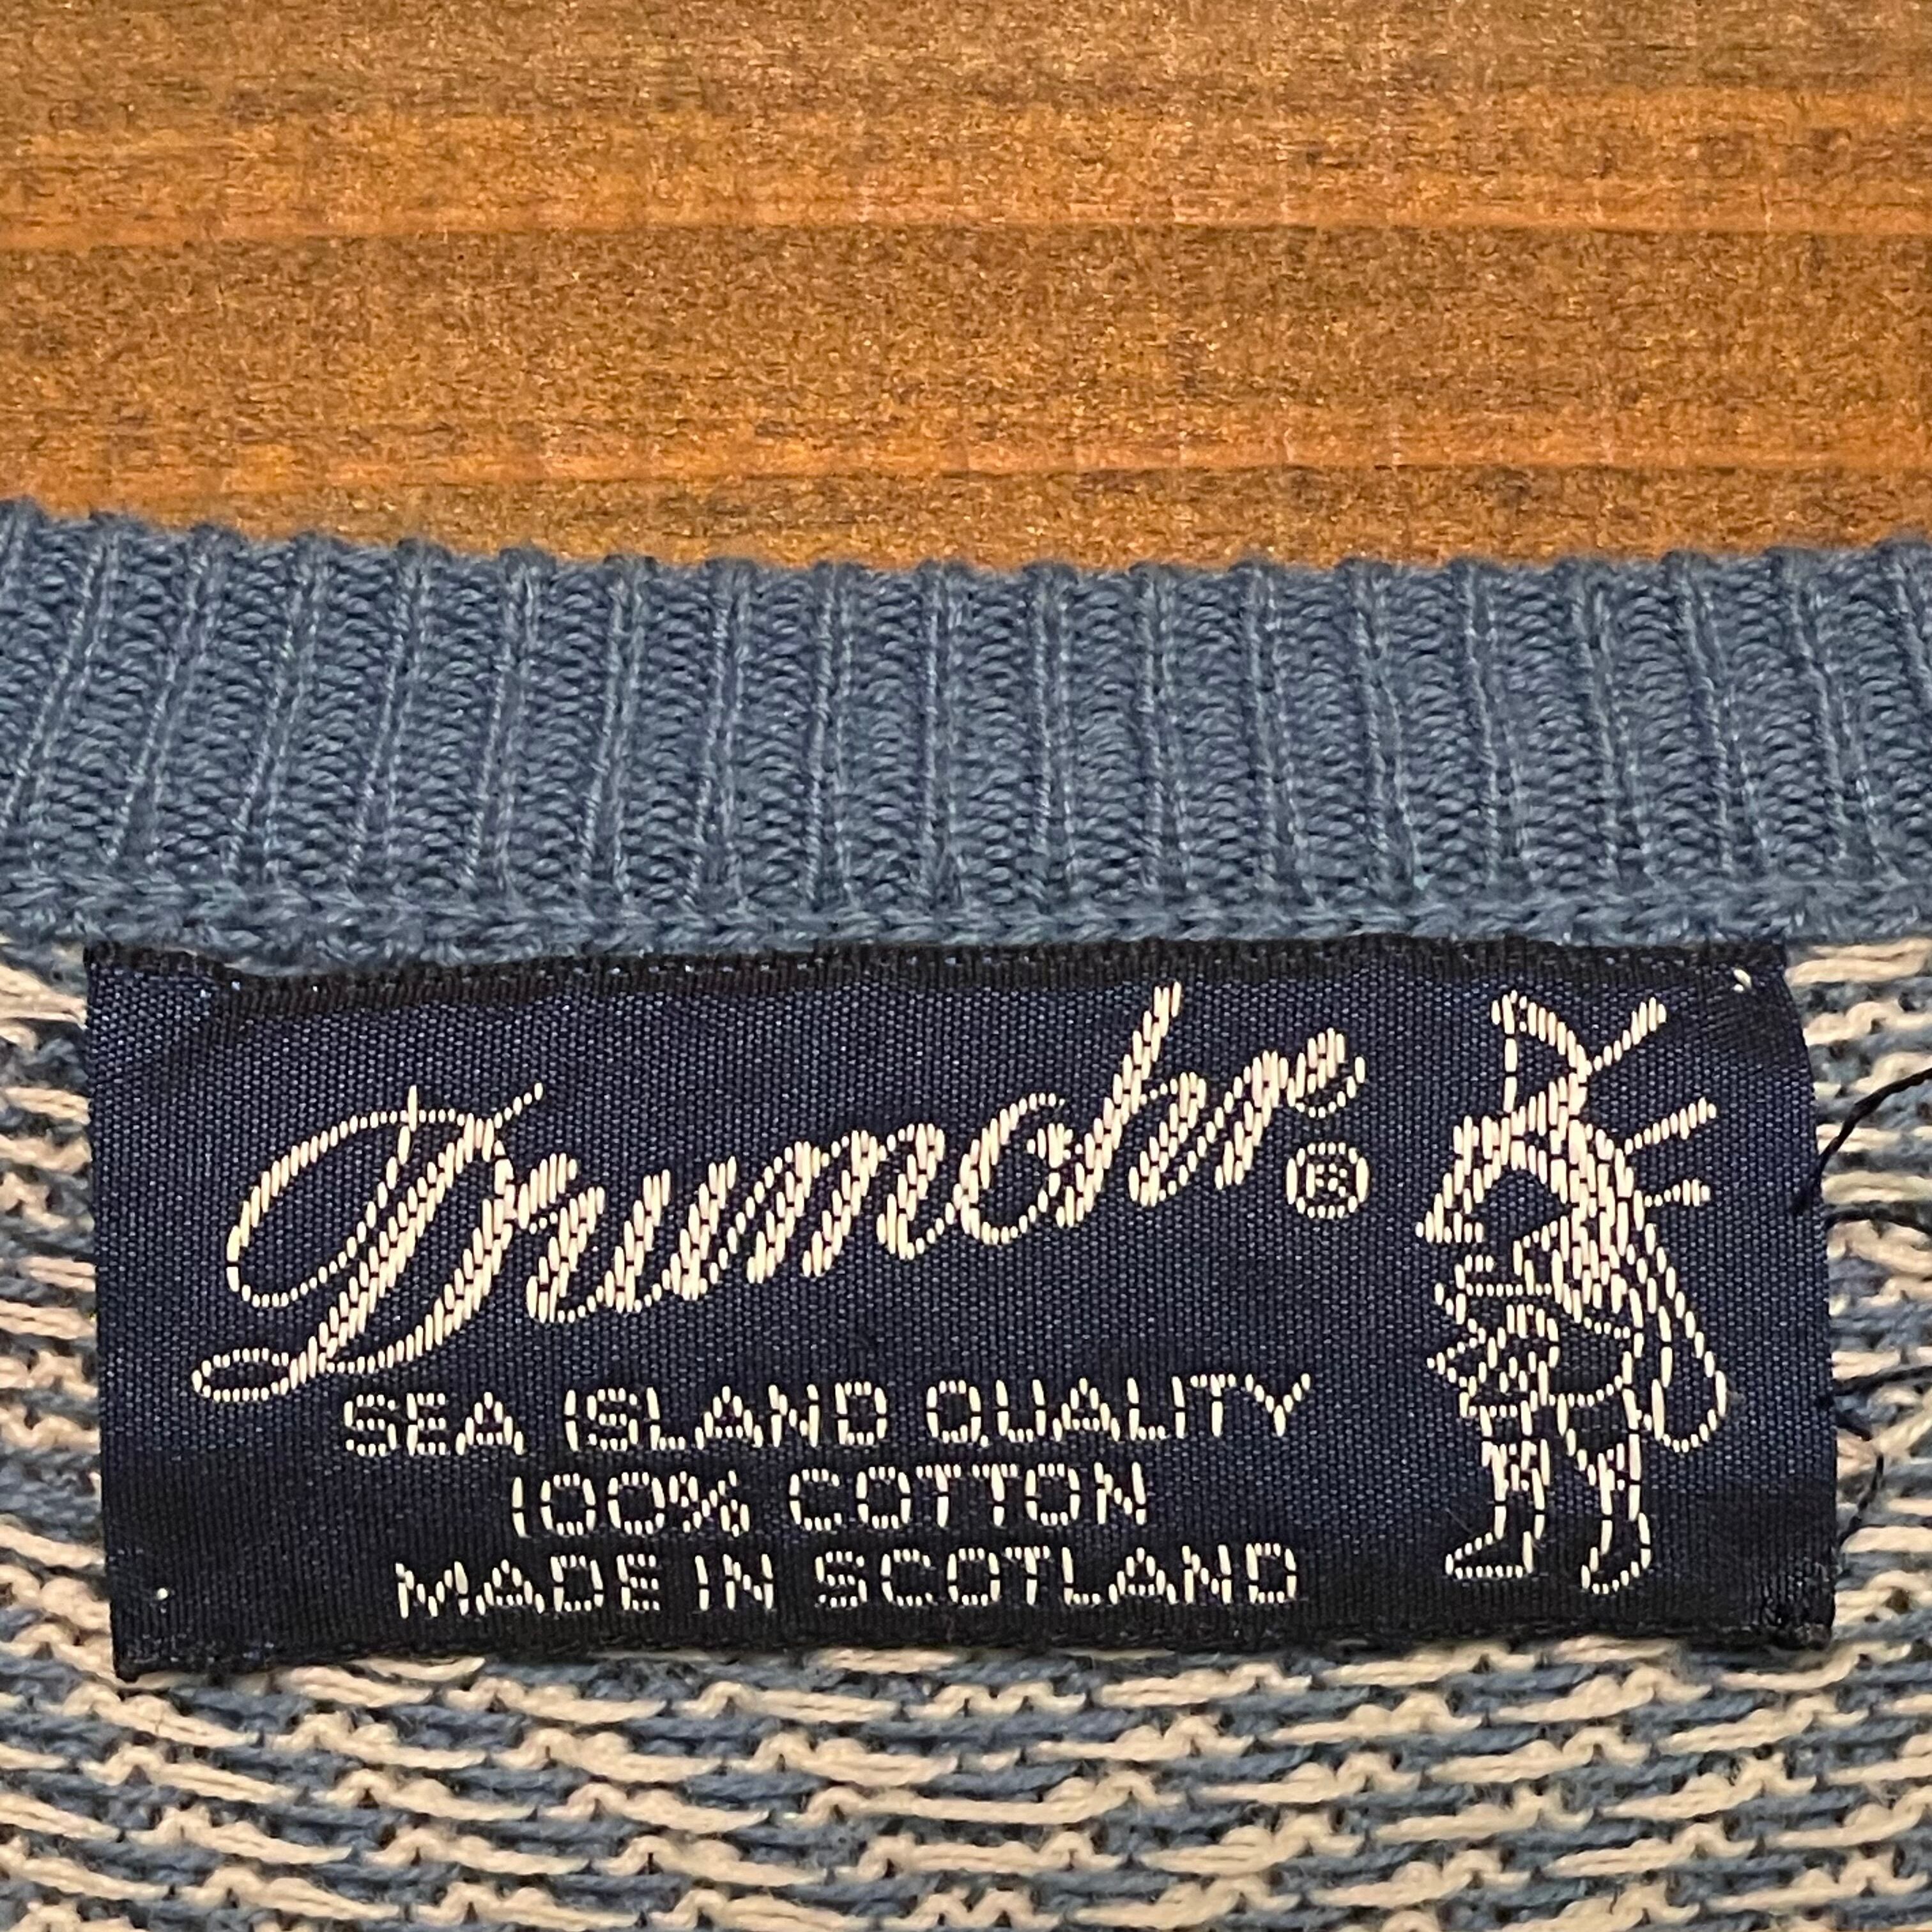 Drumohr®
SEA ISLAND QUALITY
100% COTTON
MADE IN SCOTLAND